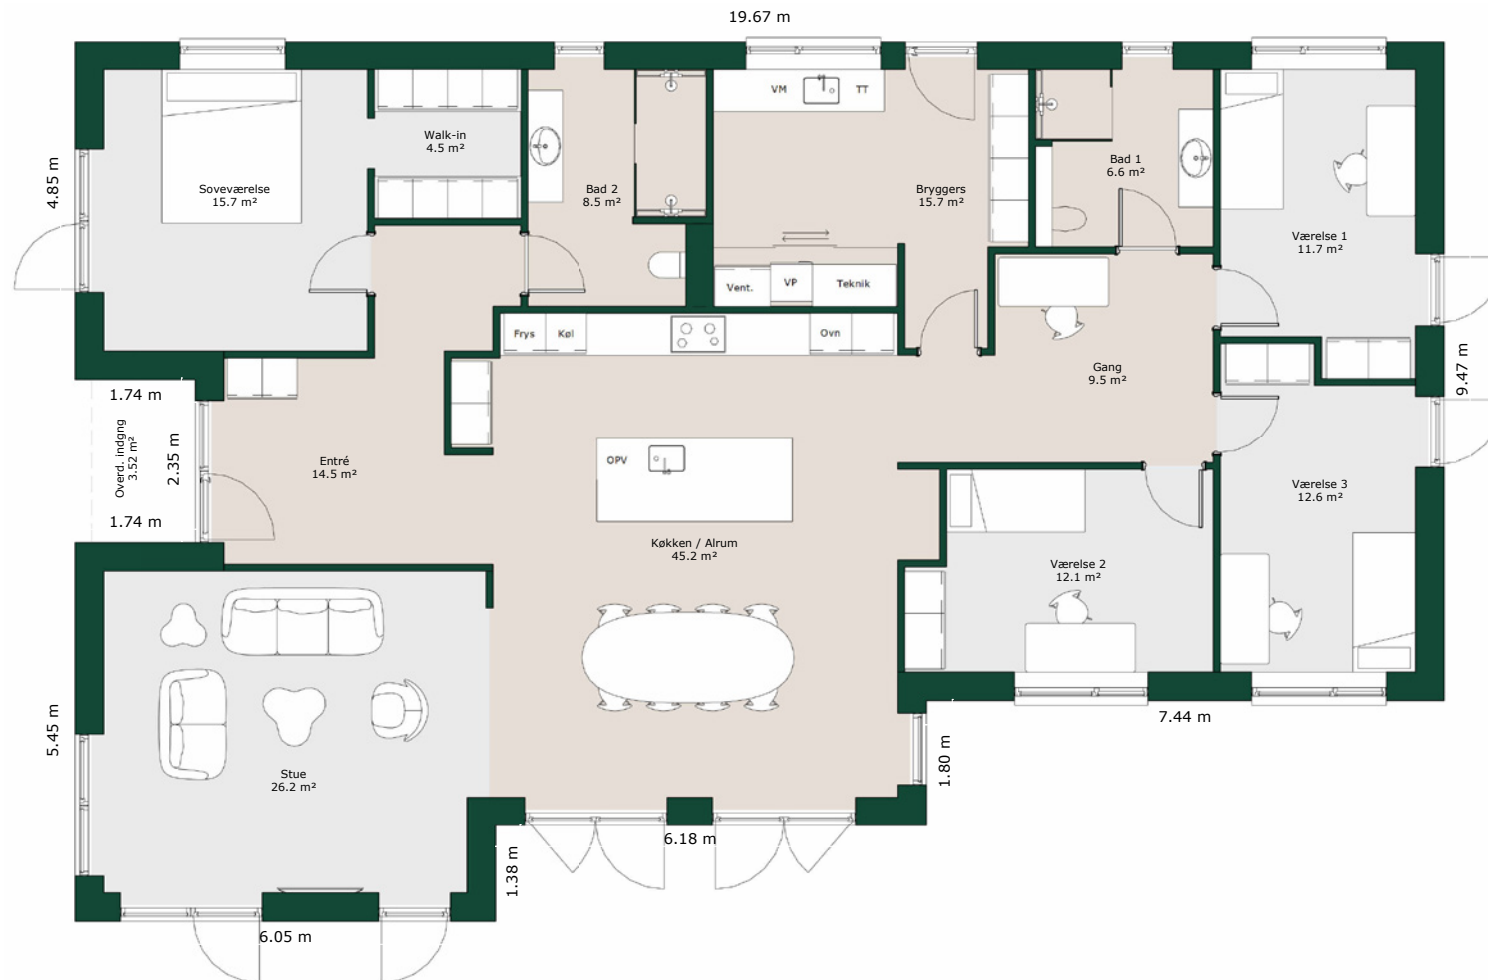 19.67 m
VM
TT
Walk-in
4.5 m²
Bad 1
6.6 m²
4.85 m
Soveværelse
15.7 m²
Bad 2
8.5 m²
Bryggers
15.7 m²
Værelse 1
11.7 m²
Vent.
VP
Teknik
Frys
Køl
Ovn
Gang
9.5 m²
9.47 m
1.74 m
Overd. indgng
3.52 m²
2.35 m
1.74 m
Entré
14.5 m²
OPV
Køkken / Alrum
45.2 m²
Værelse 3
12.6 m²
Værelse 2
12.1 m²
5.45 m
Stue
26.2 m²
7.44 m
1.80 m
6.18 m
1.38 m
6.05 m